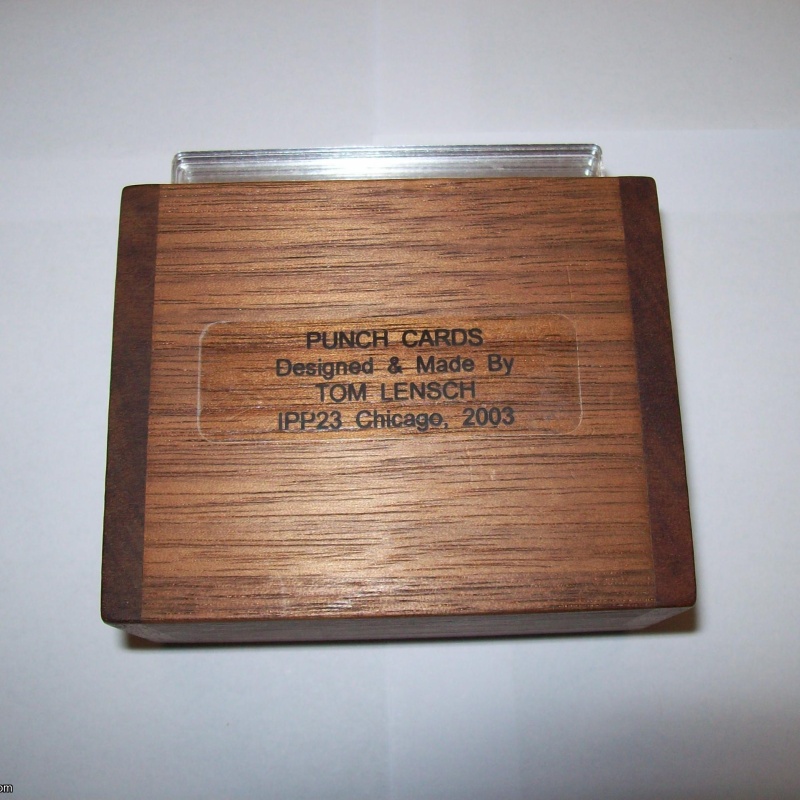 PUNCH CARDS
Designed & Made By
TOM LENSCH
IPP23 Chicago, 2003